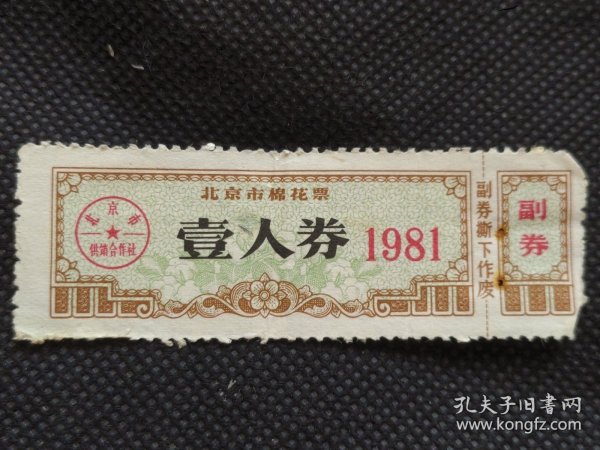 北京市棉花票
北京市
供销合作社
壹人券
1981
副券撕下作废
副券
孔夫子旧书网
www.kongfz.com